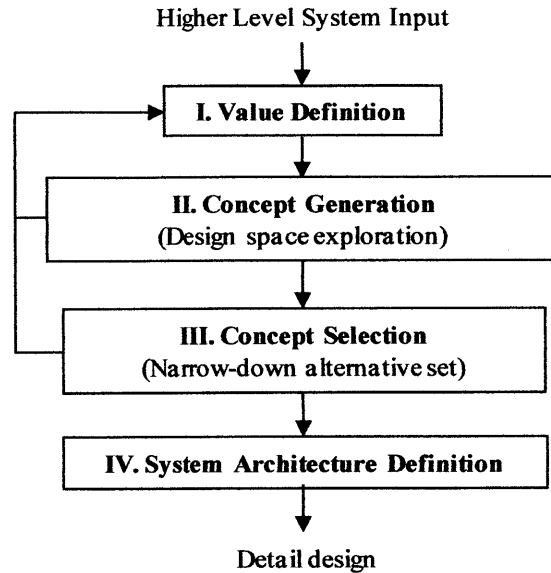 Higher Level System Input
I. Value Definition
II. Concept Generation
(Design space exploration)
III. Concept Selection
(Narrow-down alternative set)
IV. System Architecture Definition
Detail design